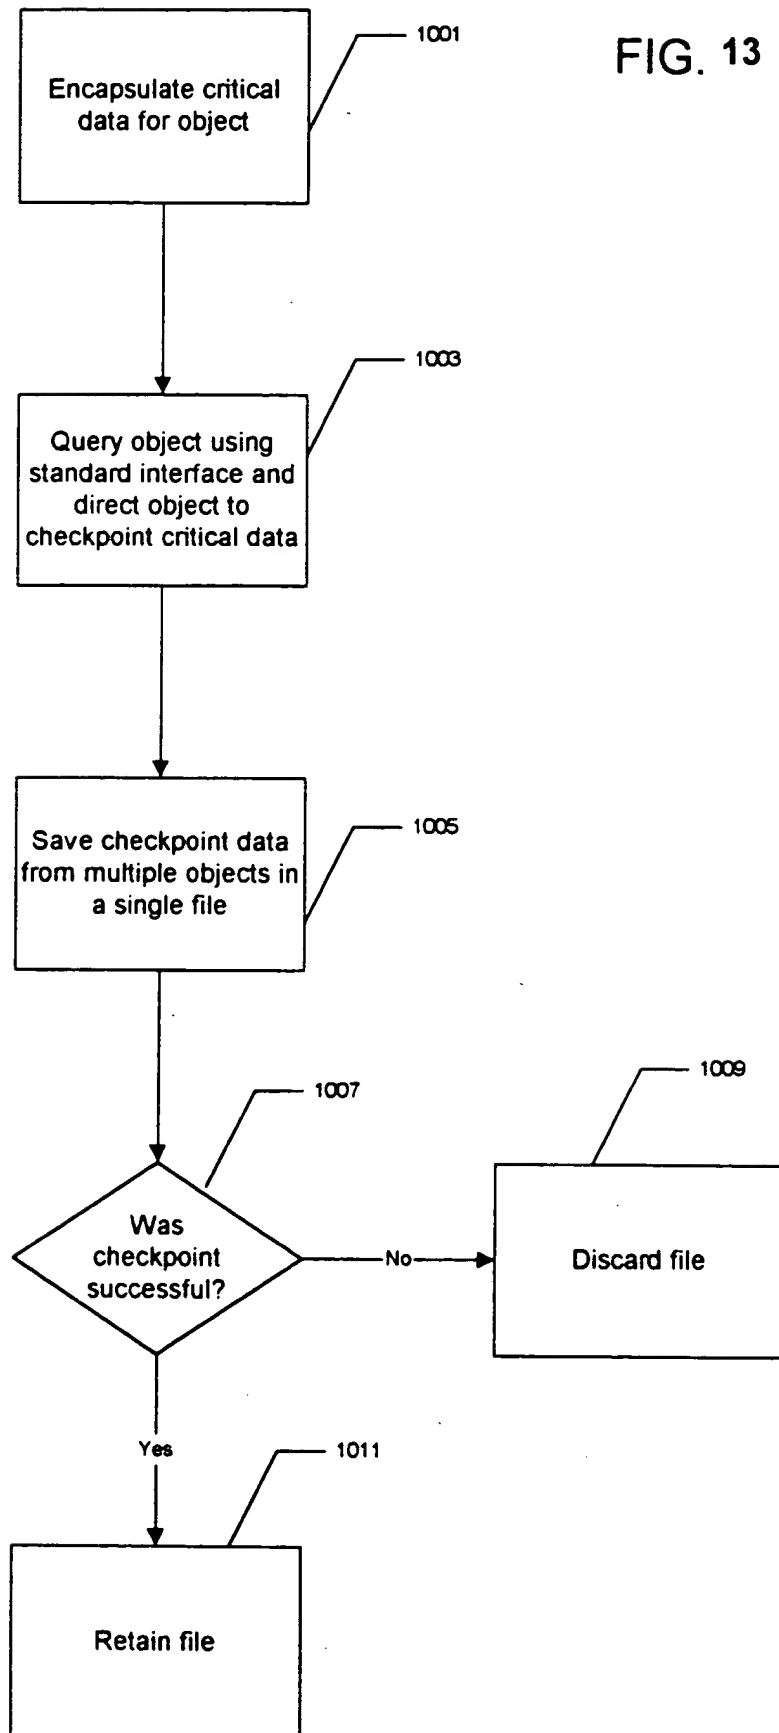 1001
FIG. 13
Encapsulate critical
data for object
1003
Query object using
standard interface and
direct object to
checkpoint critical data
1005
Save checkpoint data
from multiple objects in
a single file
1007
1009
Was
checkpoint
successful?
No
Discard file
Yes
1011
Retain file